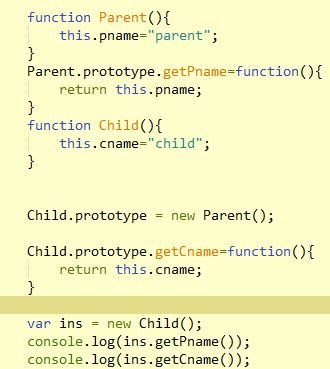 function Parent(){
    this.pname="parent";
}
Parent.prototype.getPname=function(){
    return this.pname;
}
function Child(){
    this.cname="child";
}
Child.prototype = new Parent();
Child.prototype.getCname=function(){
    return this.cname;
}
var ins = new Child();
console.log(ins.getPname());
console.log(ins.getCname());